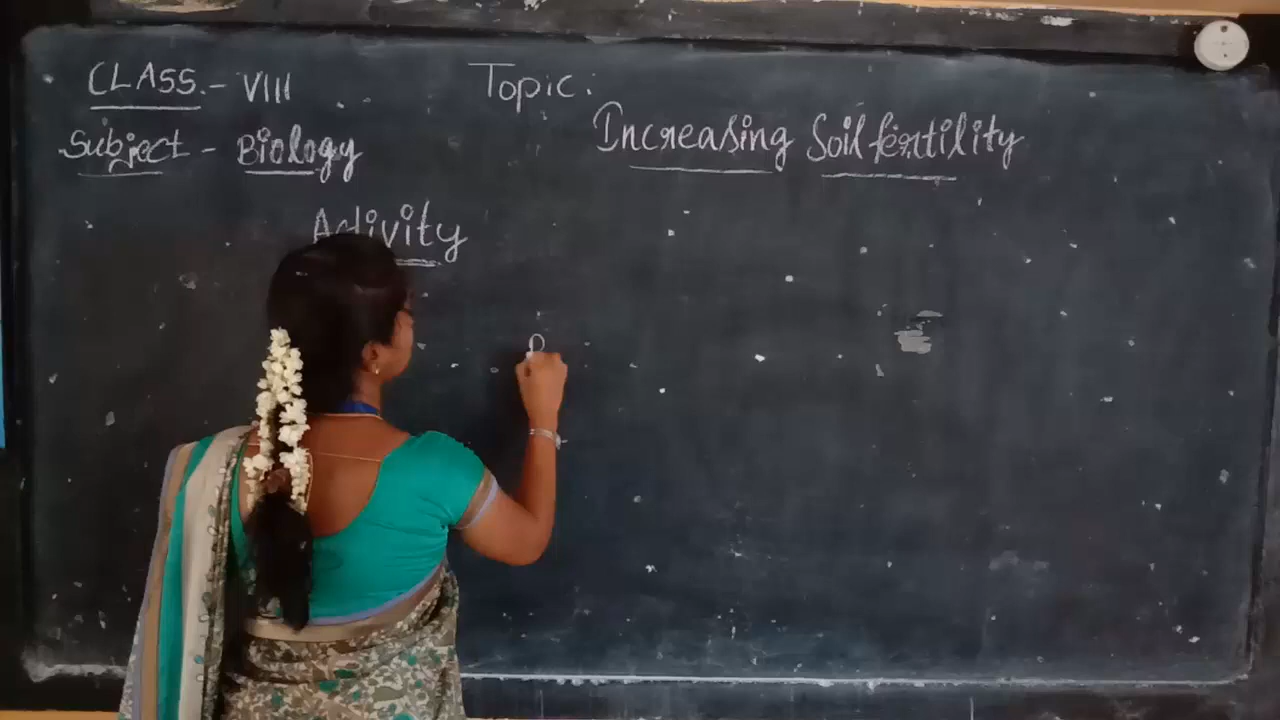 CLASS.- VIII
Topic:
Subject - Biology
Increasing Soil fertility
Activity